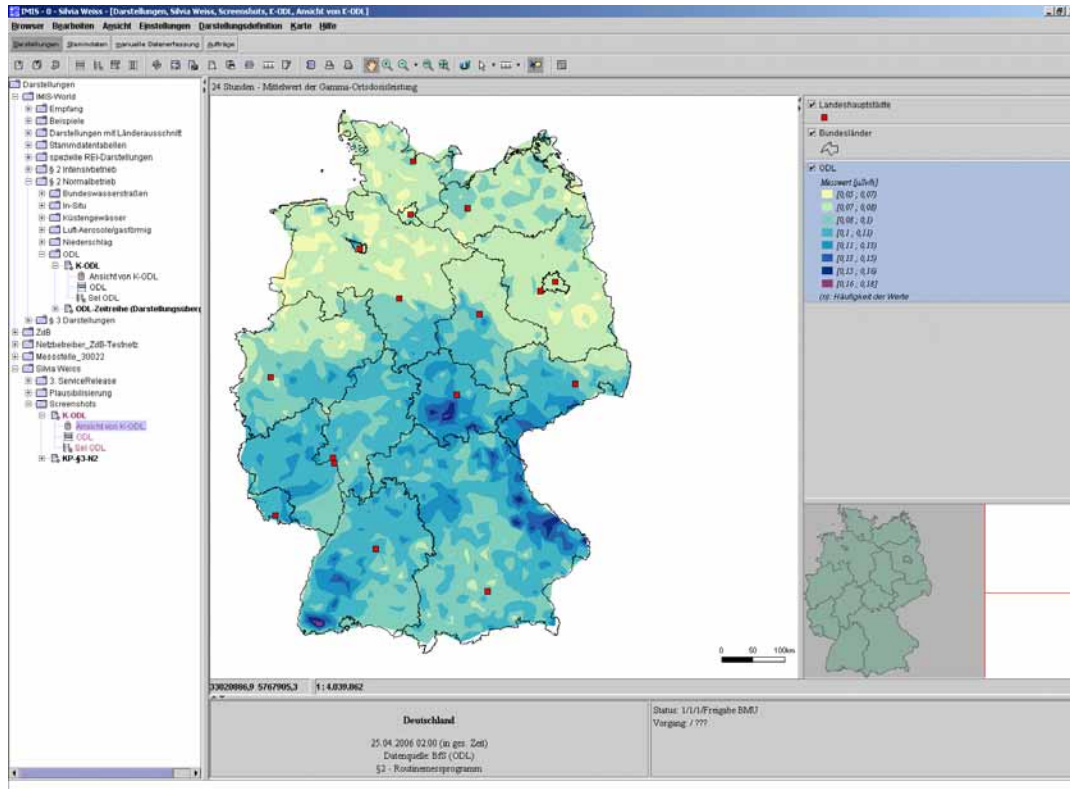 IMIS - 0 - Silvia Weiss - [Darstellungen, Silvia Weiss, Screenshots, K-ODL, Ansicht von K-ODL]
Browser Bearbeiten Ansicht Einstellungen Darstellungsdefinition Karte Hilfe
Darstellungen Stammdaten manuelle Datenerfassung Aufträge
Darstellungen
IMIS-World
Empfang
Beispiele
Darstellungen mit Länderausschnitt
Stammdatentabellen
spezielle REI-Darstellungen
§ 2 Intensivbetrieb
§ 2 Normalbetrieb
Bundeswasserstraßen
In-Situ
Küstengewässer
Luft-Aerosole/gasförmig
Niederschlag
ODL
K-ODL
Ansicht von K-ODL
ODL
Sel ODL
ODL-Zeitreihe (Darstellungsüberg
§ 3 Darstellungen
ZdB
Netzbetreiber_ZdB-Testnetz
Messstelle_30022
Silvia Weiss
3. ServiceRelease
Plausibilisierung
Screenshots
K-ODL
Ansicht von K-ODL
ODL
Sel ODL
KP-§3-N2
24 Stunden - Mittelwert der Gamma-Ortsdosisleistung
0 50 100km
33020886,9 5767905,3 1: 4.039.062
Landeshauptstädte
Bundesländer
ODL
Messwert [µSv/h]
[0,05 ; 0,07)
[0,07 ; 0,08)
[0,08 ; 0,1)
[0,1 ; 0,11)
[0,11 ; 0,13)
[0,13 ; 0,15)
[0,15 ; 0,16)
[0,16 ; 0,18]
(n): Häufigkeit der Werte
Deutschland
25.04.2006 02:00 (in ges. Zeit)
Datenquelle: BfS (ODL)
§2 - Routinemessprogramm
Status: 1/1/1/Freigabe BMU
Vorgang: / ???